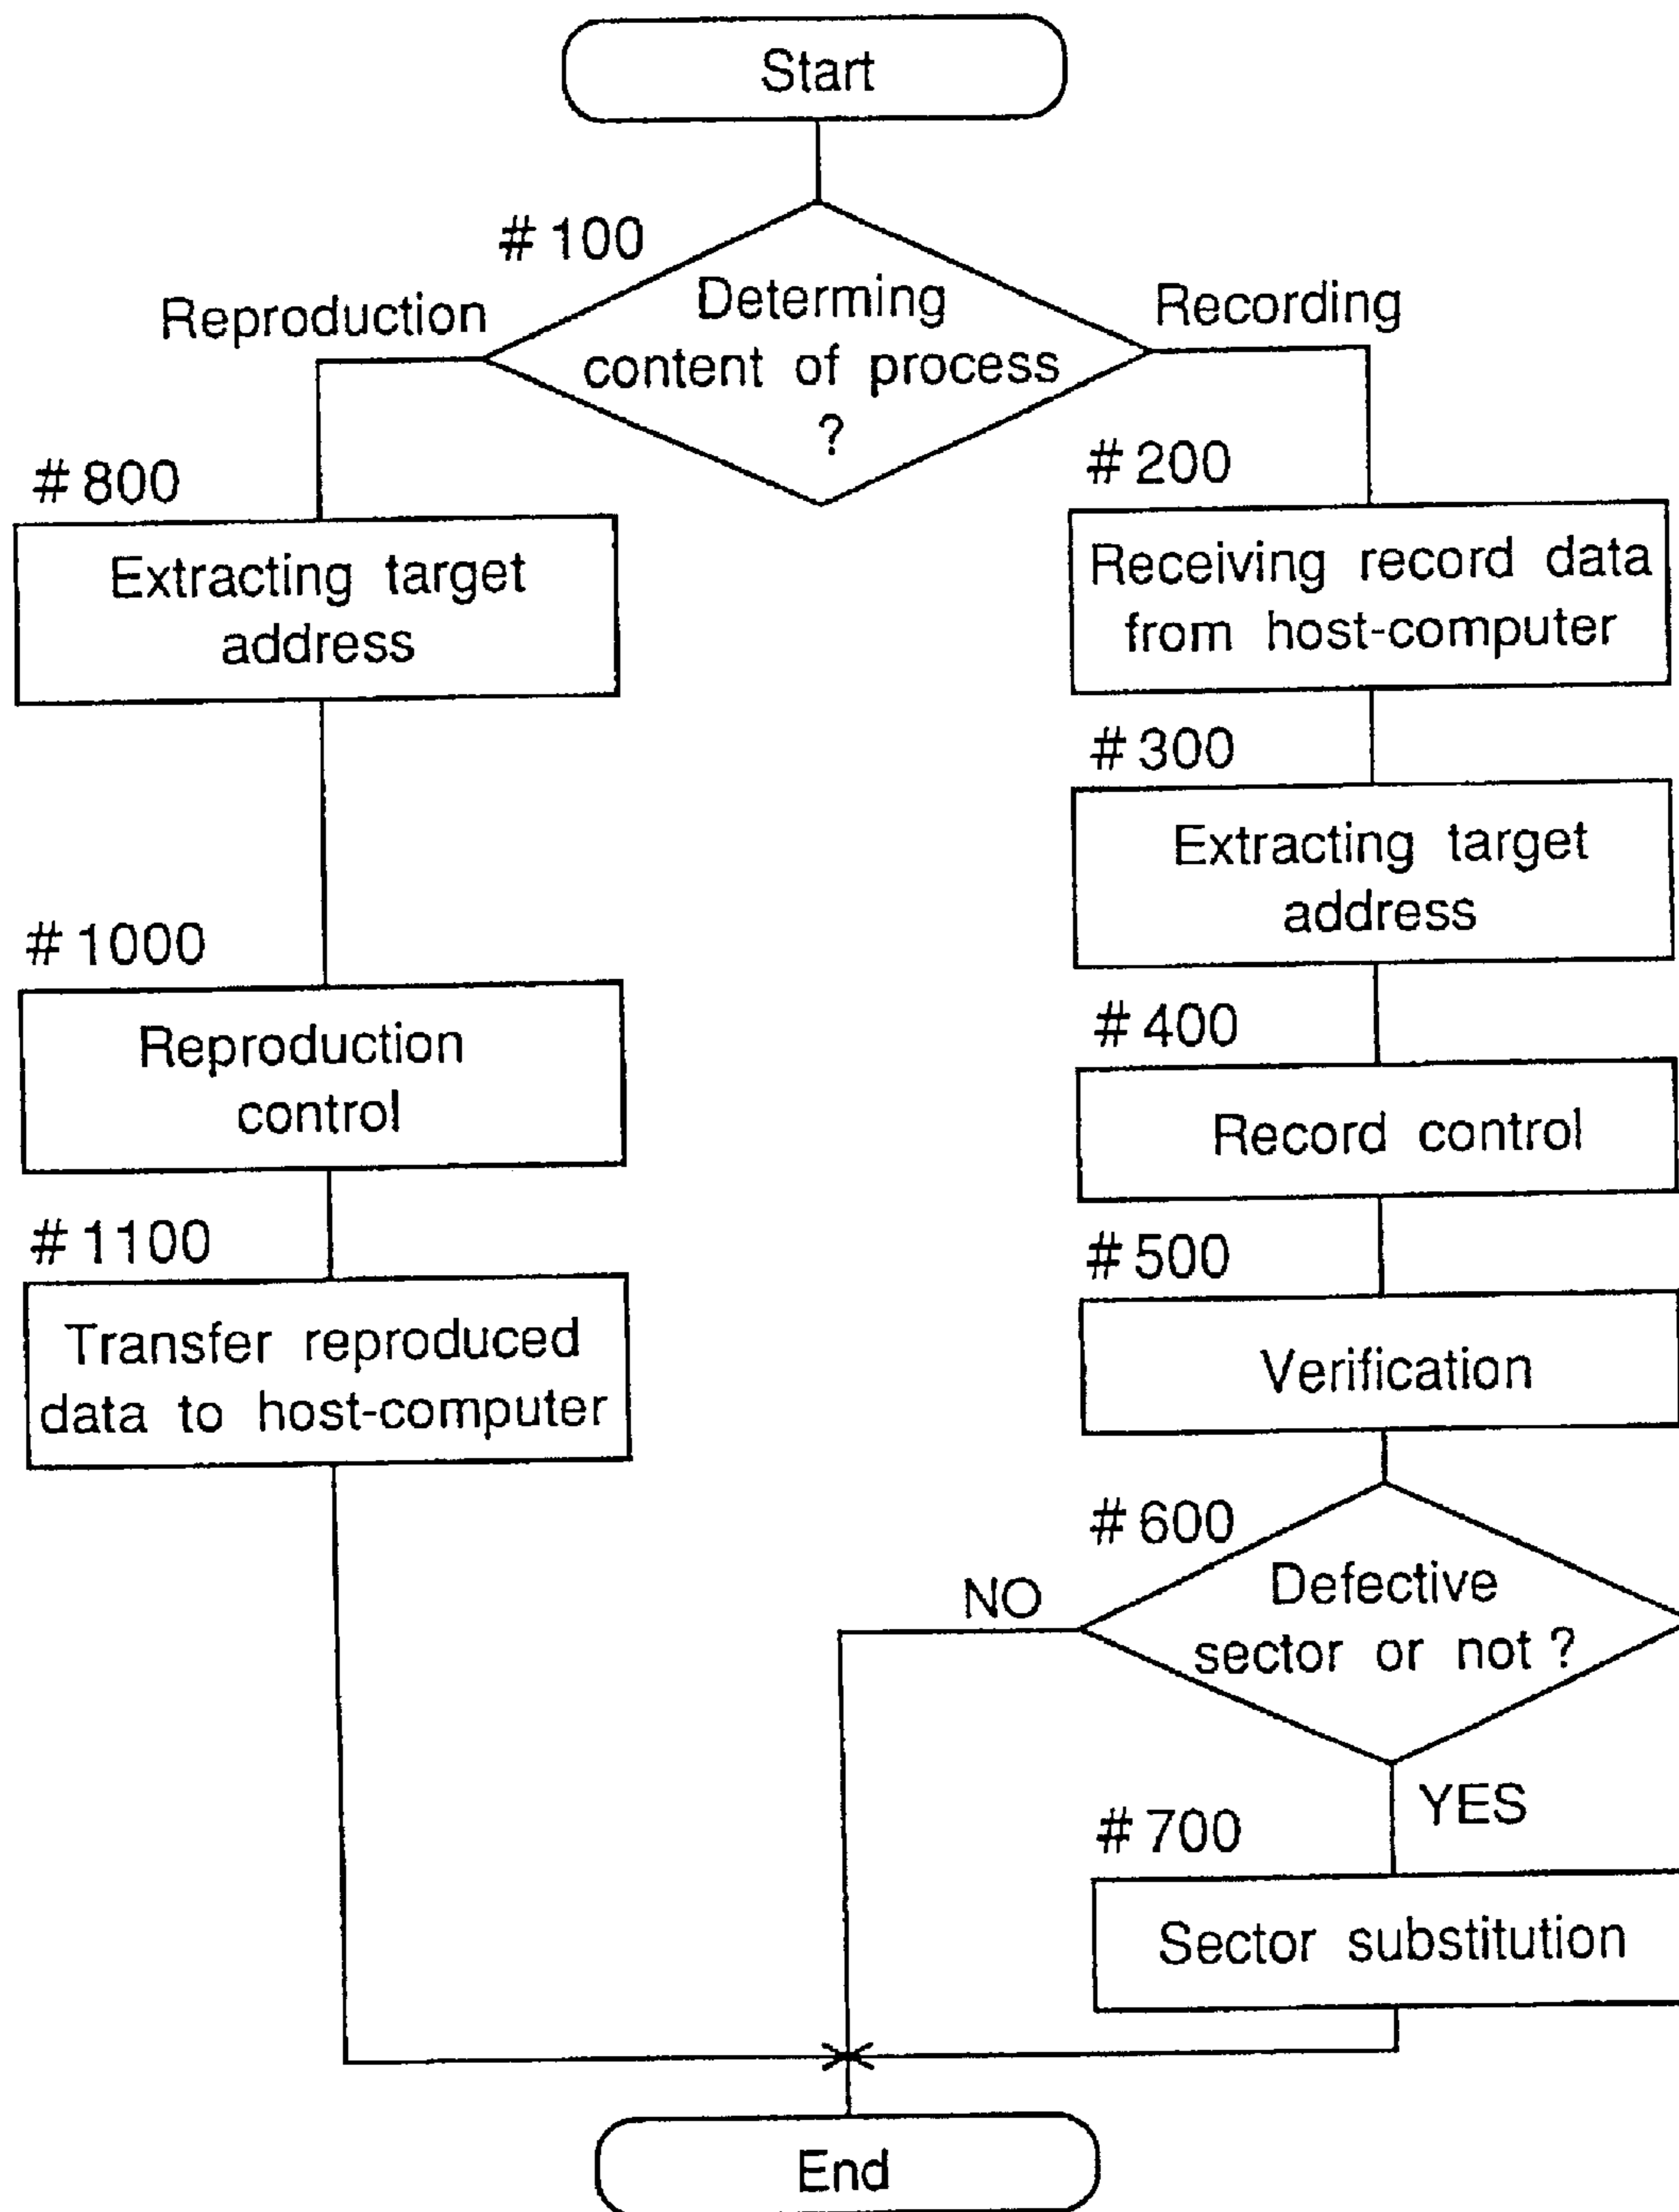 Start
# 100
Determing
content of process
?
Reproduction
Recording
# 800
Extracting target
address
# 1000
Reproduction
control
# 1100
Transfer reproduced
data to host-computer
# 200
Receiving record data
from host-computer
# 300
Extracting target
address
# 400
Record control
# 500
Verification
# 600
Defective
sector or not ?
NO
YES
# 700
Sector substitution
End